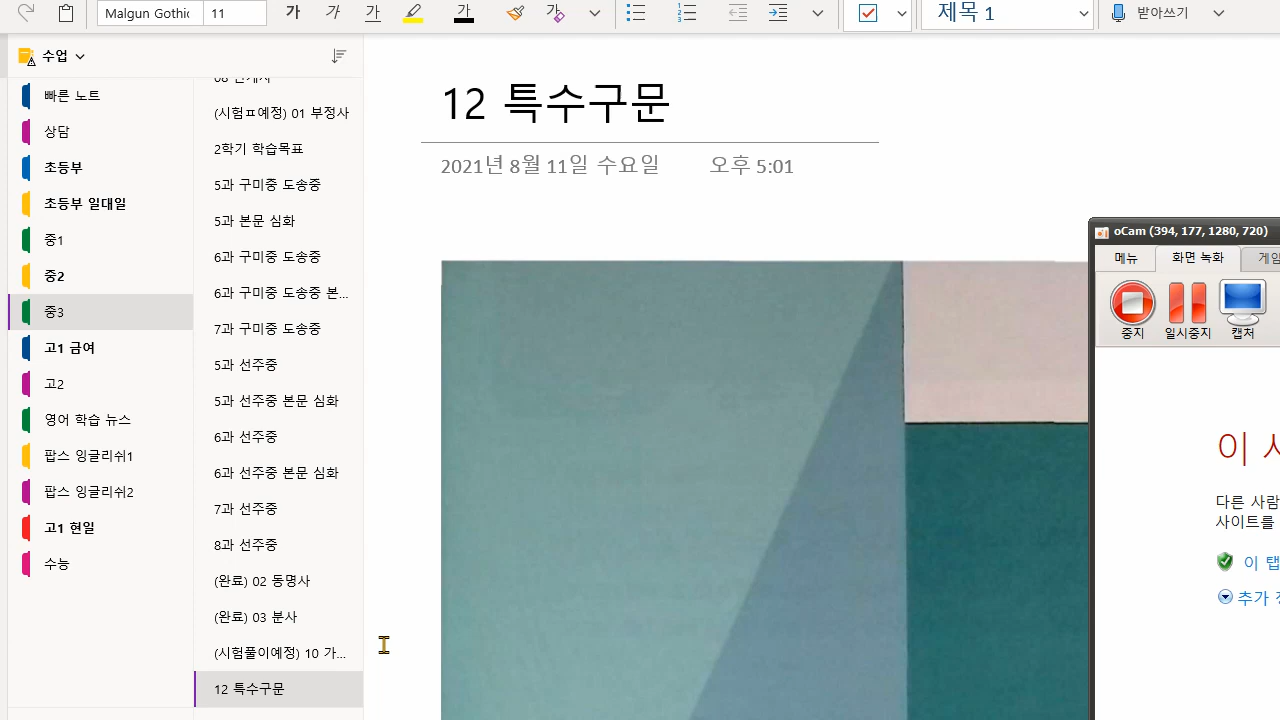 Malgun Gothic
11
가
가
가
가
가
제목 1
받아쓰기
수업
빠른 노트
상담
초등부
초등부 일대일
중1
중2
중3
고1 금여
고2
영어 학습 뉴스
팝스 잉글리쉬1
팝스 잉글리쉬2
고1 현일
수능
08 관계사
(시험ㅍ예정) 01 부정사
2학기 학습목표
5과 구미중 도송중
5과 본문 심화
6과 구미중 도송중
6과 구미중 도송중 본...
7과 구미중 도송중
5과 선주중
5과 선주중 본문 심화
6과 선주중
6과 선주중 본문 심화
7과 선주중
8과 선주중
(완료) 02 동명사
(완료) 03 분사
(시험풀이예정) 10 가...
12 특수구문
12 특수구문
2021년 8월 11일 수요일 오후 5:01
oCam (394, 177, 1280, 720)
메뉴 화면 녹화 게임
중지 일시중지 캡처
이 사
다른 사람
사이트를
이 탭
추가 정